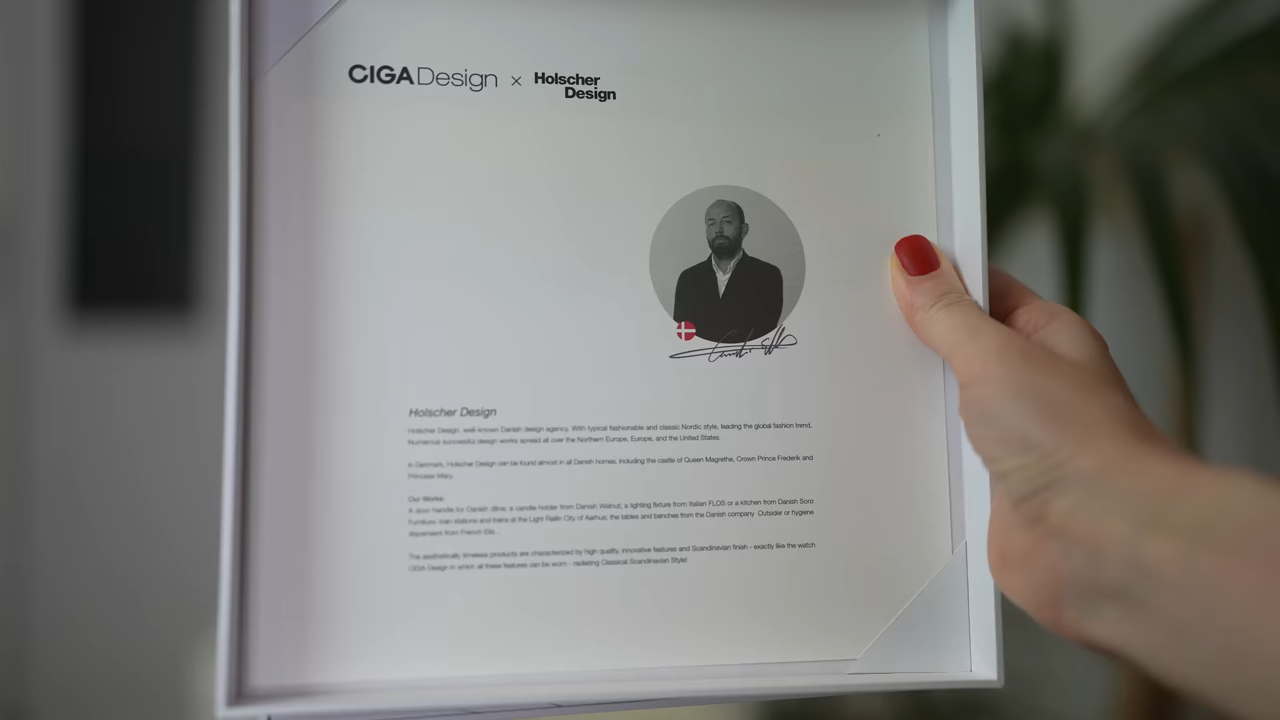 CIGA Design × Holscher Design
Holscher Design
Holscher Design, well-known Danish design agency. With typical fashionable and classic Nordic style, leading the global fashion trend,
Numerous successful design works spread all over the Northern Europe, Europe, and the United States.
In Denmark, Holscher Design can be found almost in all Danish homes, including the castle of Queen Magrethe, Crown Prince Frederik and
Princess Mary.
Our Works:
A door handle for Danish dline, a candle holder from Danish Walnut, a lighting fixture from Italian FLOS or a kitchen from Danish Soro
Furniture, train stations and trains at the Light Railin City of Aarhus, the tables and benches from the Danish company Outsider or hygiene
dispensers from French Ellis...
The aesthetically timeless products are characterized by high quality, innovative features and Scandinavian finish - exactly like the watch
CIGA Design in which all these features can be worn - radiating Classical Scandinavian Style!